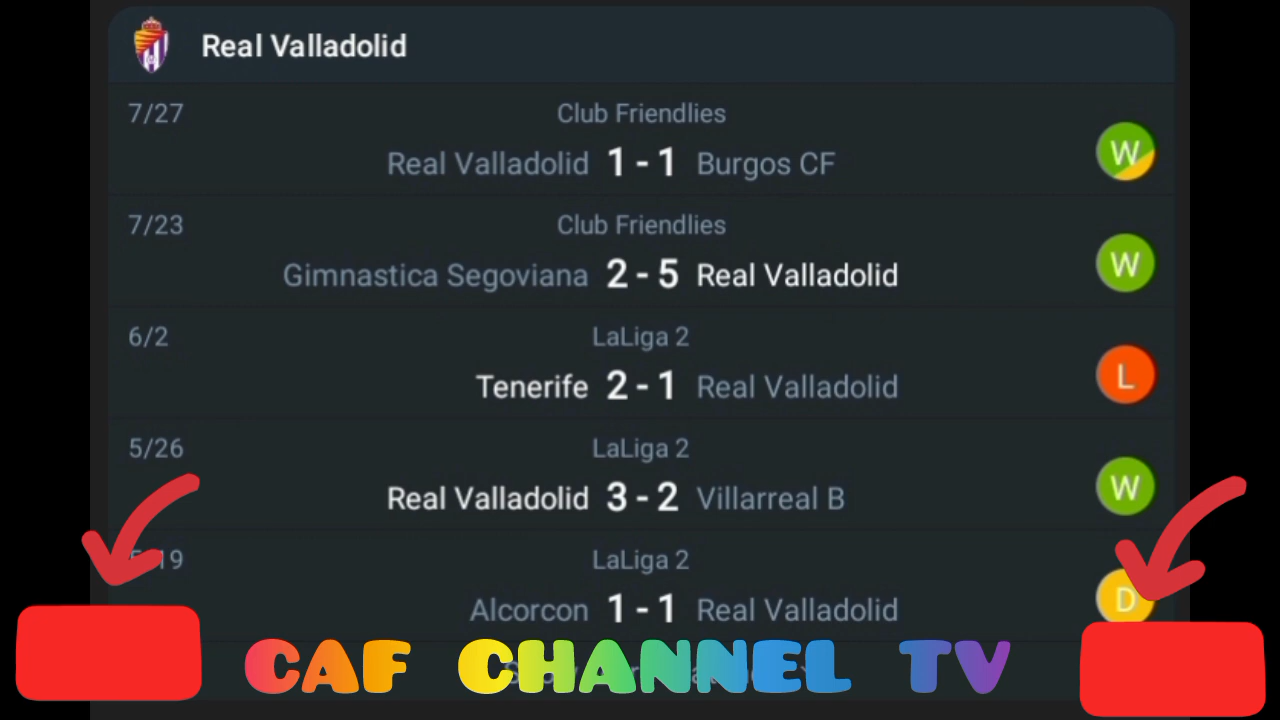 Real Valladolid
7/27 Club Friendlies
Real Valladolid 1 - 1 Burgos CF W
7/23 Club Friendlies
Gimnastica Segoviana 2 - 5 Real Valladolid W
6/2 LaLiga 2
Tenerife 2 - 1 Real Valladolid L
5/26 LaLiga 2
Real Valladolid 3 - 2 Villarreal B W
LaLiga 2
Alcorcon 1 - 1 Real Valladolid D
CAF CHANNEL TV